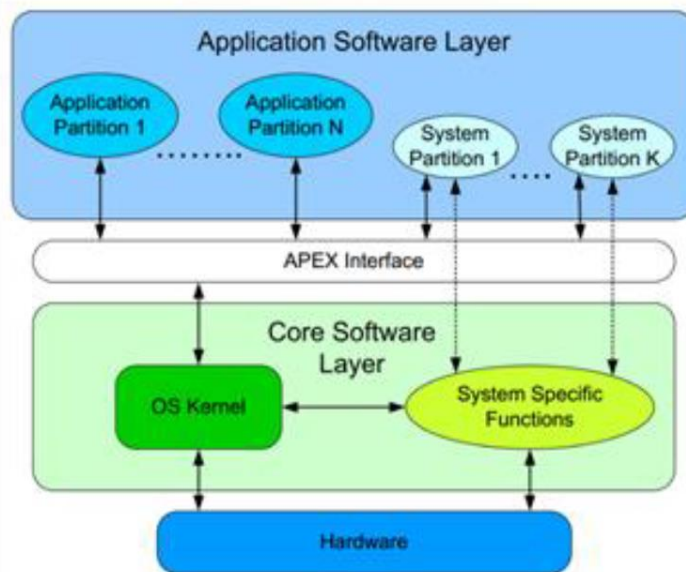 Application Software Layer
Application
Partition 1
Application
Partition N
System
Partition 1
System
Partition K
APEX Interface
Core Software
Layer
OS Kernel
System Specific
Functions
Hardware